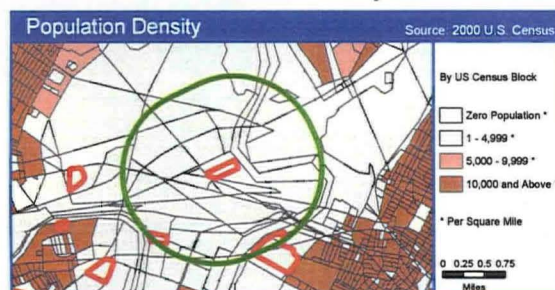 Population Density
Source: 2000 U.S. Census
By US Census Block
Zero Population *
1 - 4,999 *
5,000 - 9,999 *
10,000 and Above
* Per Square Mile
0 0.25 0.5 0.75
Miles